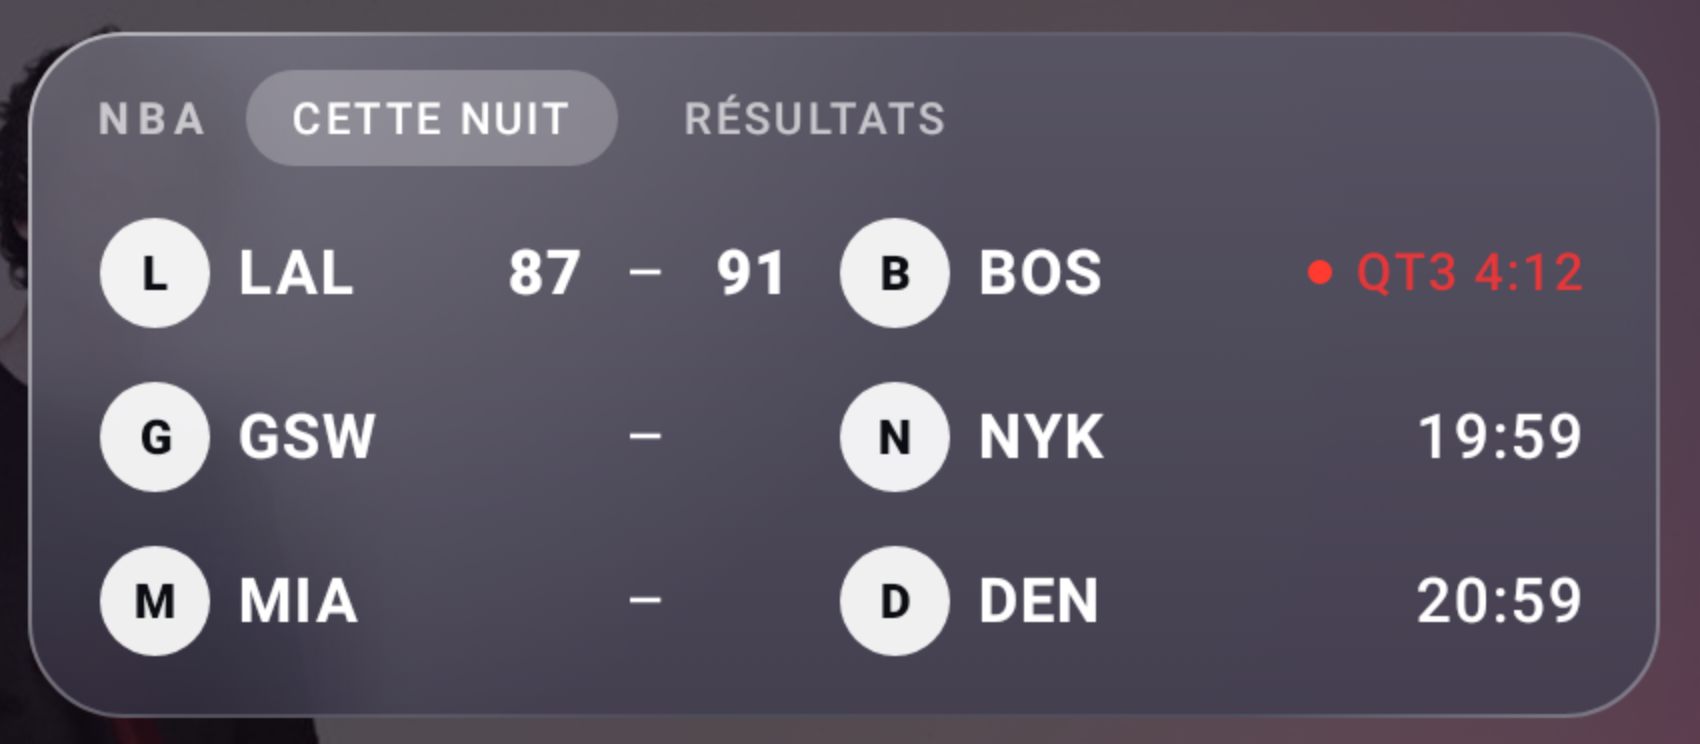 NBA CETTE NUIT RÉSULTATS
L LAL 87 – 91 B BOS QT3 4:12
G GSW – N NYK 19:59
M MIA – D DEN 20:59